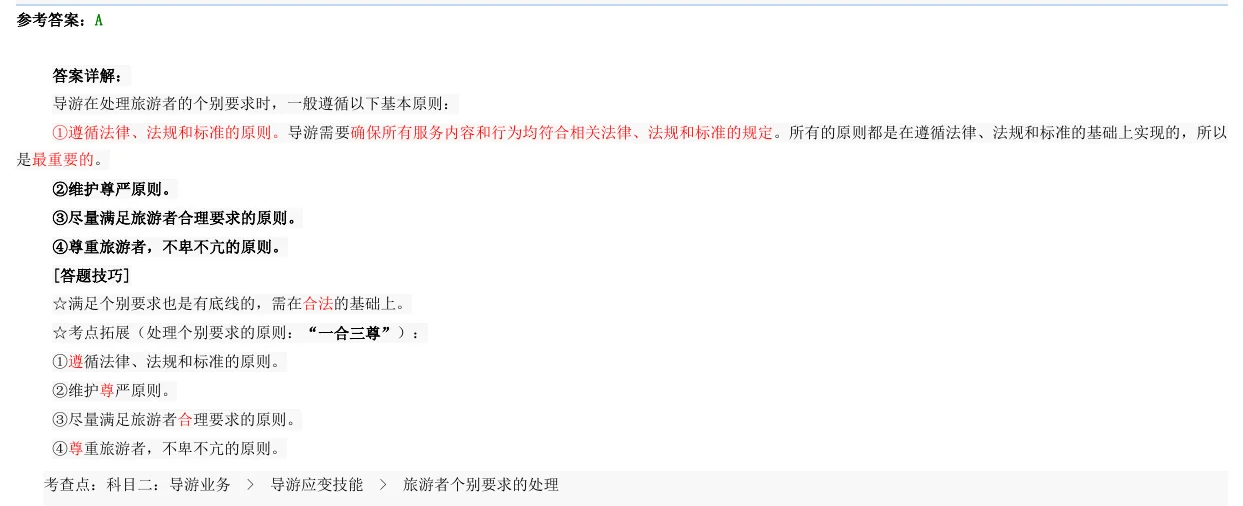 参考答案：A
答案详解：
导游在处理旅游者的个别要求时，一般遵循以下基本原则：
①遵循法律、法规和标准的原则。导游需要确保所有服务内容和行为均符合相关法律、法规和标准的规定。所有的原则都是在遵循法律、法规和标准的基础上实现的，所以
是最重要的。
②维护尊严原则。
③尽量满足旅游者合理要求的原则。
④尊重旅游者，不卑不亢的原则。
[答题技巧]
☆满足个别要求也是有底线的，需在合法的基础上。
☆考点拓展（处理个别要求的原则：“一合三尊”）：
①遵循法律、法规和标准的原则。
②维护尊严原则。
③尽量满足旅游者合理要求的原则。
④尊重旅游者，不卑不亢的原则。
考查点：科目二：导游业务 > 导游应变技能 > 旅游者个别要求的处理